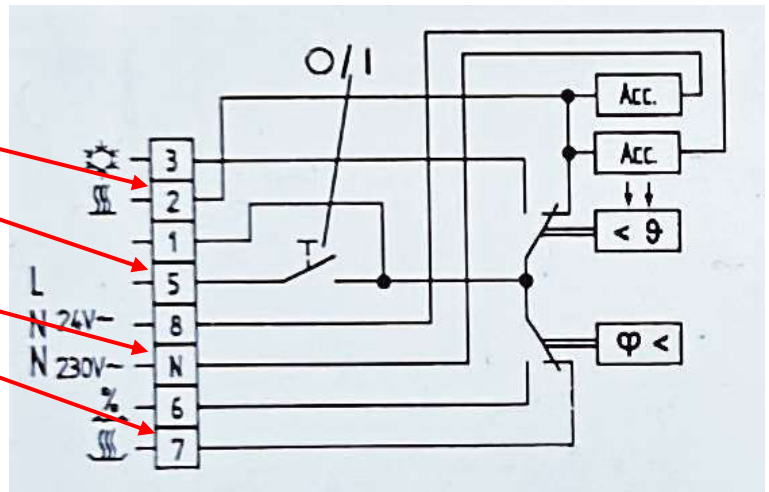 O/I
Acc.
Acc.
3
2
< ϑ
1
L 5
N 24V~ 8
N 230V~ N
φ <
% 6
7